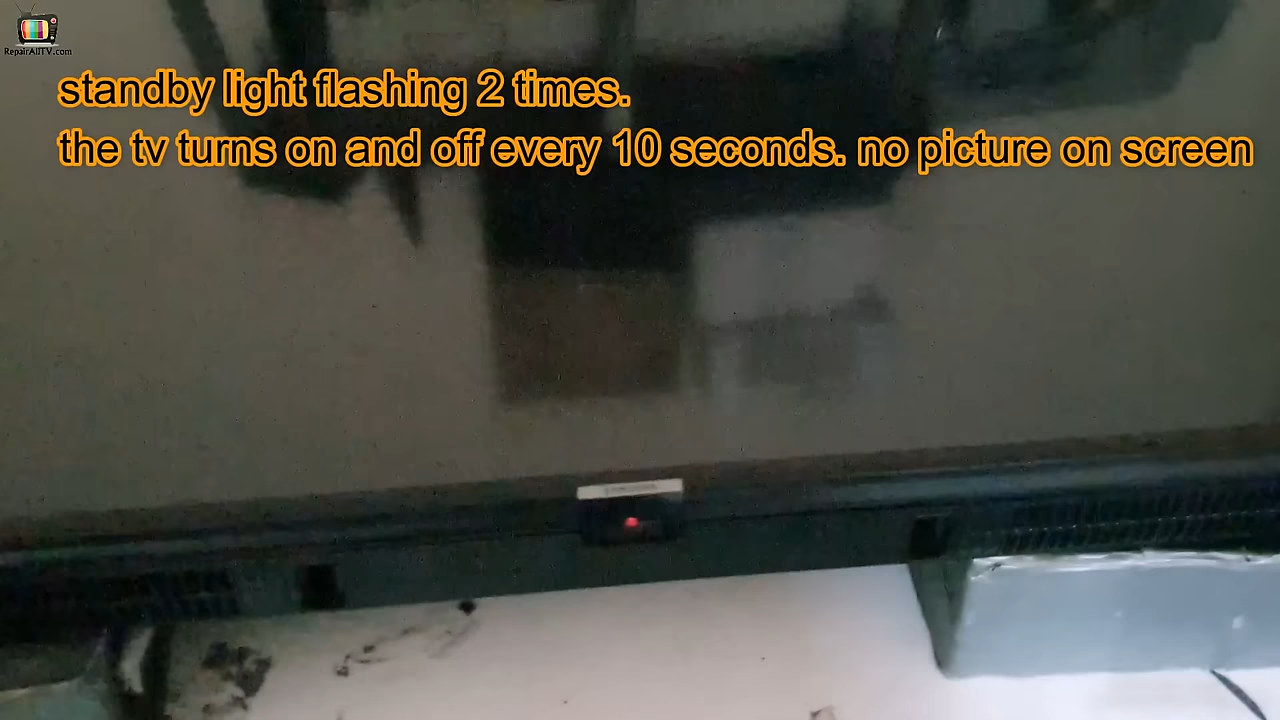 RepairAllTV.com
standby light flashing 2 times.
the tv turns on and off every 10 seconds. no picture on screen